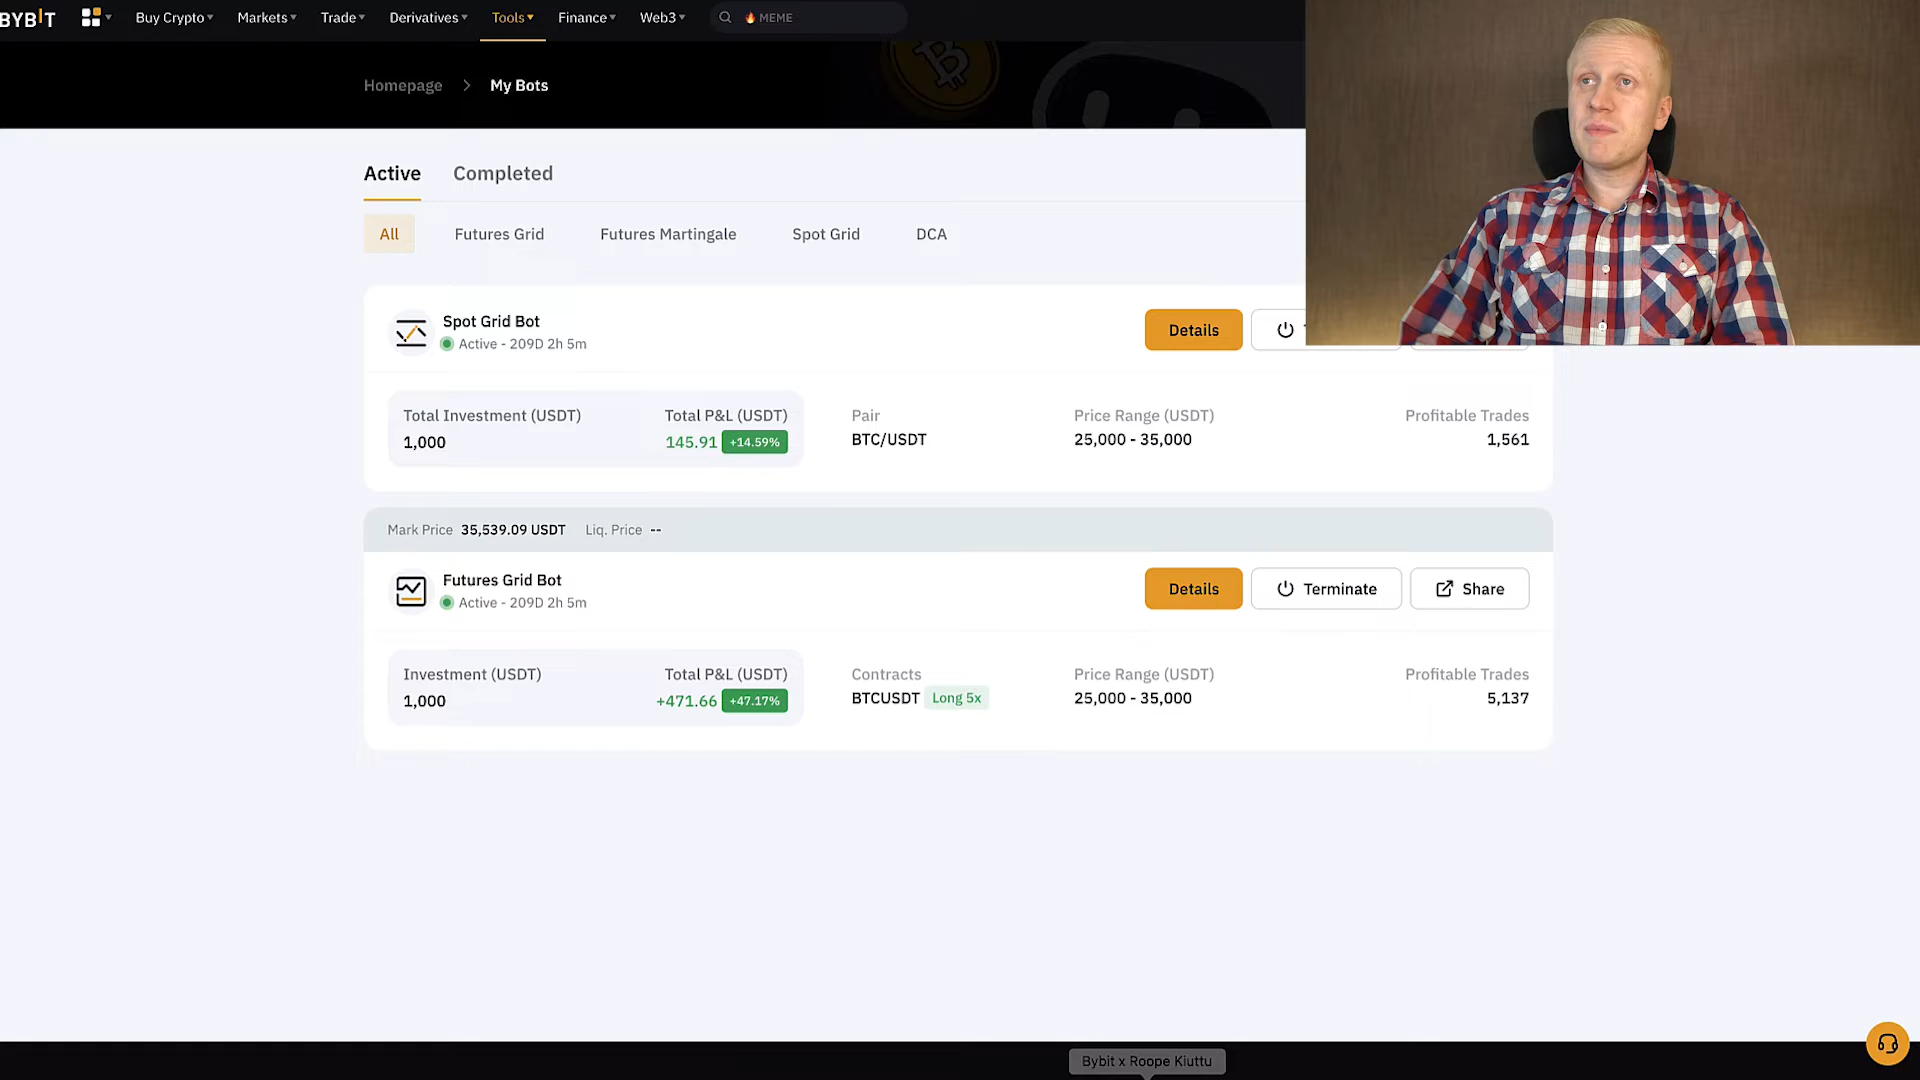 BYBIT Buy Crypto Markets Trade Derivatives Tools Finance Web3 MEME
Homepage > My Bots
Active Completed
All Futures Grid Futures Martingale Spot Grid DCA
Spot Grid Bot
Active - 209D 2h 5m
Details
Total Investment (USDT) Total P&L (USDT) Pair Price Range (USDT) Profitable Trades
1,000 145.91 +14.59% BTC/USDT 25,000 - 35,000 1,561
Mark Price 35,539.09 USDT Liq. Price --
Futures Grid Bot
Active - 209D 2h 5m
Details Terminate Share
Investment (USDT) Total P&L (USDT) Contracts Price Range (USDT) Profitable Trades
1,000 +471.66 +47.17% BTCUSDT Long 5x 25,000 - 35,000 5,137
Bybit x Roope Kiuttu